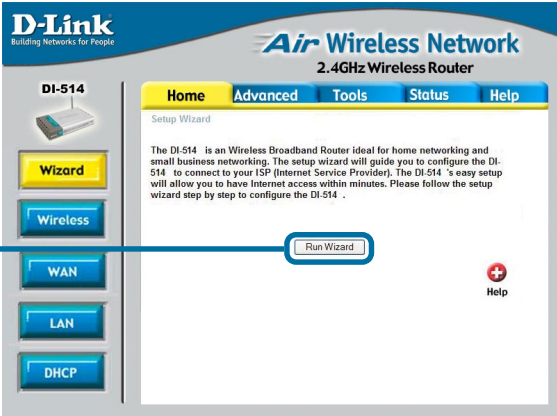 D-Link
Building Networks for People
Air Wireless Network
2.4GHz Wireless Router
DI-514
Home Advanced Tools Status Help
Wizard
Wireless
WAN
LAN
DHCP
Setup Wizard
The DI-514 is an Wireless Broadband Router ideal for home networking and
small business networking. The setup wizard will guide you to configure the DI-
514 to connect to your ISP (Internet Service Provider). The DI-514 's easy setup
will allow you to have Internet access within minutes. Please follow the setup
wizard step by step to configure the DI-514 .
Run Wizard
Help